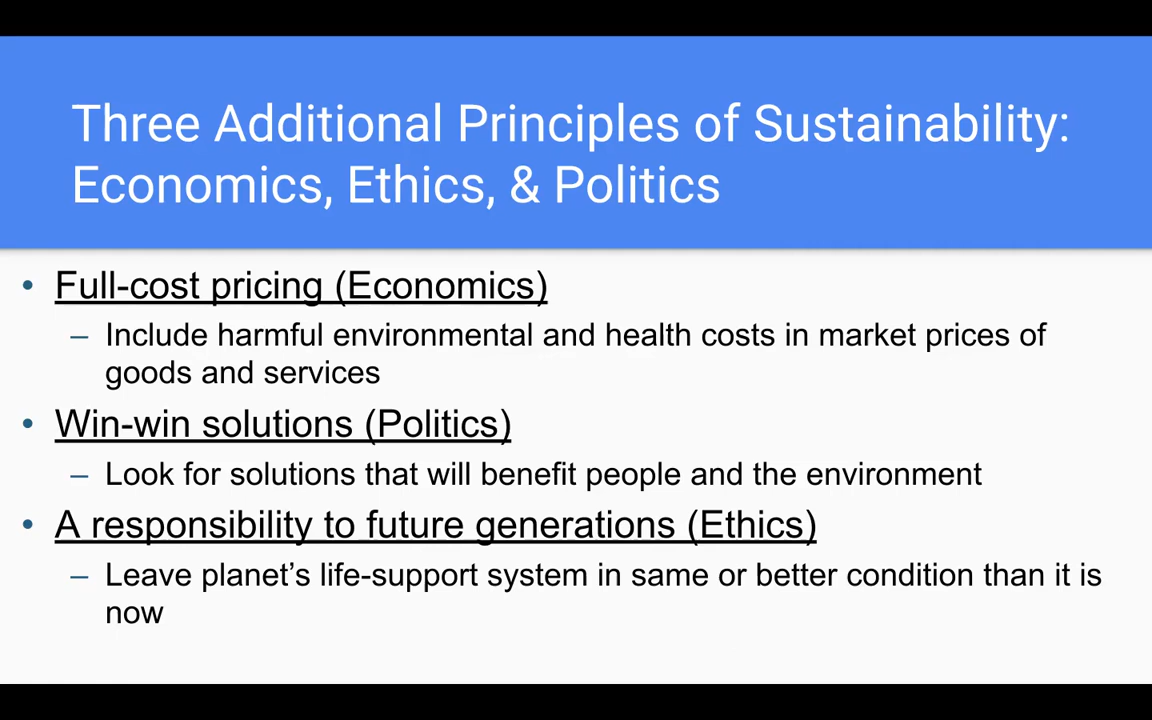 Three Additional Principles of Sustainability:
Economics, Ethics, & Politics
• Full-cost pricing (Economics)
– Include harmful environmental and health costs in market prices of
goods and services
• Win-win solutions (Politics)
– Look for solutions that will benefit people and the environment
• A responsibility to future generations (Ethics)
– Leave planet’s life-support system in same or better condition than it is
now